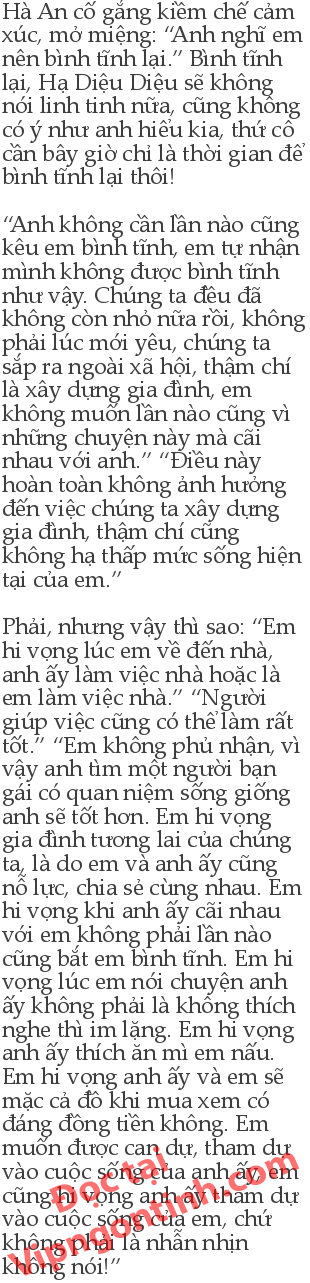 Hà An cố gắng kiềm chế cảm
xúc, mở miệng: “Anh nghĩ em
nên bình tĩnh lại.” Bình tĩnh
lại, Hạ Diệu Diệu sẽ không
nói linh tinh nữa, cũng không
có ý như anh hiểu kia, thứ cô
cần bây giờ chỉ là thời gian để
bình tĩnh lại thôi!
“Anh không cần lần nào cũng
kêu em bình tĩnh, em tự nhận
mình không được bình tĩnh
như vậy. Chúng ta đều đã
không còn nhỏ nữa rồi, không
phải lúc mới yêu, chúng ta
sắp ra ngoài xã hội, thậm chí
là xây dựng gia đình, em
không muốn lần nào cũng vì
những chuyện này mà cãi
nhau với anh.” “Điều này
hoàn toàn không ảnh hưởng
đến việc chúng ta xây dựng
gia đình, thậm chí cũng
không hạ thấp mức sống hiện
tại của em.”
Phải, nhưng vậy thì sao: “Em
hi vọng lúc em về đến nhà,
anh ấy làm việc nhà hoặc là
em làm việc nhà.” “Người
giúp việc cũng có thể làm rất
tốt.” “Em không phủ nhận, vì
vậy anh tìm một người bạn
gái có quan niệm sống giống
anh sẽ tốt hơn. Em hi vọng
gia đình tương lai của chúng
ta, là do em và anh ấy cùng
nỗ lực, chia sẻ cùng nhau. Em
hi vọng khi anh ấy cãi nhau
với em không phải lần nào
cũng bắt em bình tĩnh. Em hi
vọng lúc em nói chuyện anh
ấy không phải là không thích
nghe thì im lặng. Em hi vọng
anh ấy thích ăn mì em nấu.
Em hi vọng anh ấy và em sẽ
mặc cả đồ khi mua xem có
đáng đồng tiền không. Em
muốn được can dự, tham dự
vào cuộc sống của anh ấy, em
cũng hi vọng anh ấy tham dự
vào cuộc sống của em, chứ
không phải là nhẫn nhịn
không nói!”
Đọc tại
Vipngontinh.com